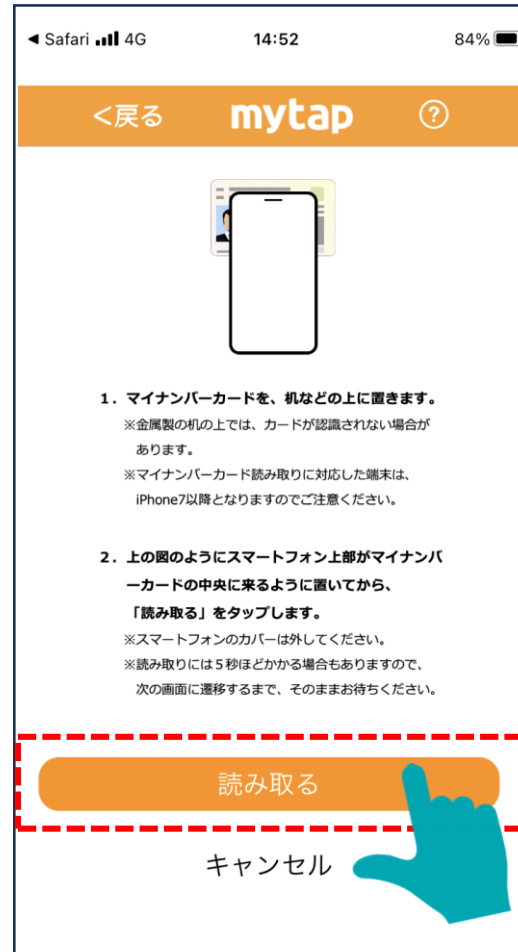 ◀ Safari 4G 14:52 84%
<戻る mytap ?
1．マイナンバーカードを、机などの上に置きます。
※金属製の机の上では、カードが認識されない場合が
あります。
※マイナンバーカード読み取りに対応した端末は、
iPhone7以降となりますのでご注意ください。
2．上の図のようにスマートフォン上部がマイナンバ
ーカードの中央に来るように置いてから、
「読み取る」をタップします。
※スマートフォンのカバーは外してください。
※読み取りには５秒ほどかかる場合もありますので、
次の画面に遷移するまで、そのままお待ちください。
読み取る
キャンセル